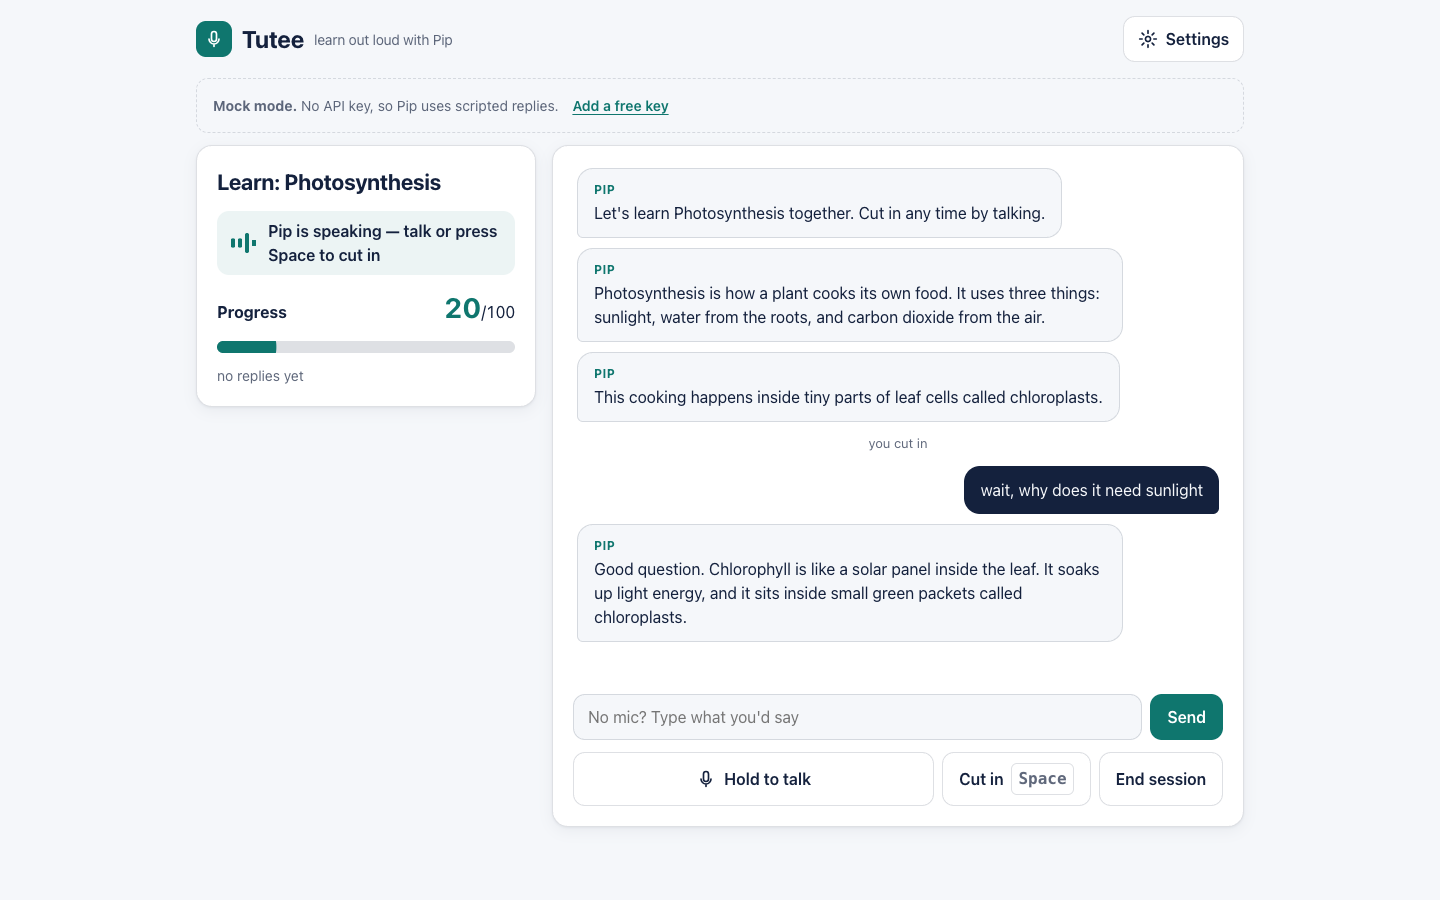 Tutee learn out loud with Pip
Settings
Mock mode. No API key, so Pip uses scripted replies. Add a free key
Learn: Photosynthesis
Pip is speaking — talk or press
Space to cut in
Progress 20/100
no replies yet
PIP
Let's learn Photosynthesis together. Cut in any time by talking.
PIP
Photosynthesis is how a plant cooks its own food. It uses three things:
sunlight, water from the roots, and carbon dioxide from the air.
PIP
This cooking happens inside tiny parts of leaf cells called chloroplasts.
you cut in
wait, why does it need sunlight
PIP
Good question. Chlorophyll is like a solar panel inside the leaf. It soaks
up light energy, and it sits inside small green packets called
chloroplasts.
No mic? Type what you'd say
Send
Hold to talk
Cut in Space
End session